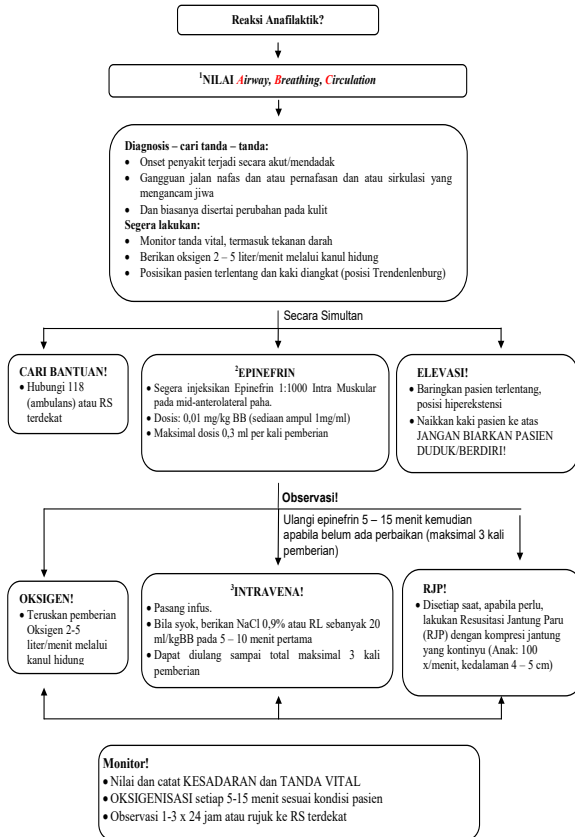 Reaksi Anafilaktik?
¹NILAI Airway, Breathing, Circulation
Diagnosis – cari tanda – tanda:
• Onset penyakit terjadi secara akut/mendadak
• Gangguan jalan nafas dan atau pernafasan dan atau sirkulasi yang
mengancam jiwa
• Dan biasanya disertai perubahan pada kulit
Segera lakukan:
• Monitor tanda vital, termasuk tekanan darah
• Berikan oksigen 2 – 5 liter/menit melalui kanul hidung
• Posisikan pasien terlentang dan kaki diangkat (posisi Trendenlenburg)
Secara Simultan
CARI BANTUAN!
• Hubungi 118
(ambulans) atau RS
terdekat
²EPINEFRIN
• Segera injeksikan Epinefrin 1:1000 Intra Muskular
pada mid-anterolateral paha.
• Dosis: 0,01 mg/kg BB (sediaan ampul 1mg/ml)
• Maksimal dosis 0,3 ml per kali pemberian
ELEVASI!
• Baringkan pasien terlentang,
posisi hiperekstensi
• Naikkan kaki pasien ke atas
JANGAN BIARKAN PASIEN
DUDUK/BERDIRI!
Observasi!
Ulangi epinefrin 5 – 15 menit kemudian
apabila belum ada perbaikan (maksimal 3 kali
pemberian)
OKSIGEN!
• Teruskan pemberian
Oksigen 2-5
liter/menit melalui
kanul hidung
³INTRAVENA!
• Pasang infus.
• Bila syok, berikan NaCl 0,9% atau RL sebanyak 20
ml/kgBB pada 5 – 10 menit pertama
• Dapat diulang sampai total maksimal 3 kali
pemberian
RJP!
• Disetiap saat, apabila perlu,
lakukan Resusitasi Jantung Paru
(RJP) dengan kompresi jantung
yang kontinyu (Anak: 100
x/menit, kedalaman 4 – 5 cm)
Monitor!
• Nilai dan catat KESADARAN dan TANDA VITAL
• OKSIGENISASI setiap 5-15 menit sesuai kondisi pasien
• Observasi 1-3 x 24 jam atau rujuk ke RS terdekat